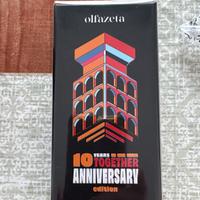 olfazeta
10 YEARS
TOGETHER
ANNIVERSARY
edition